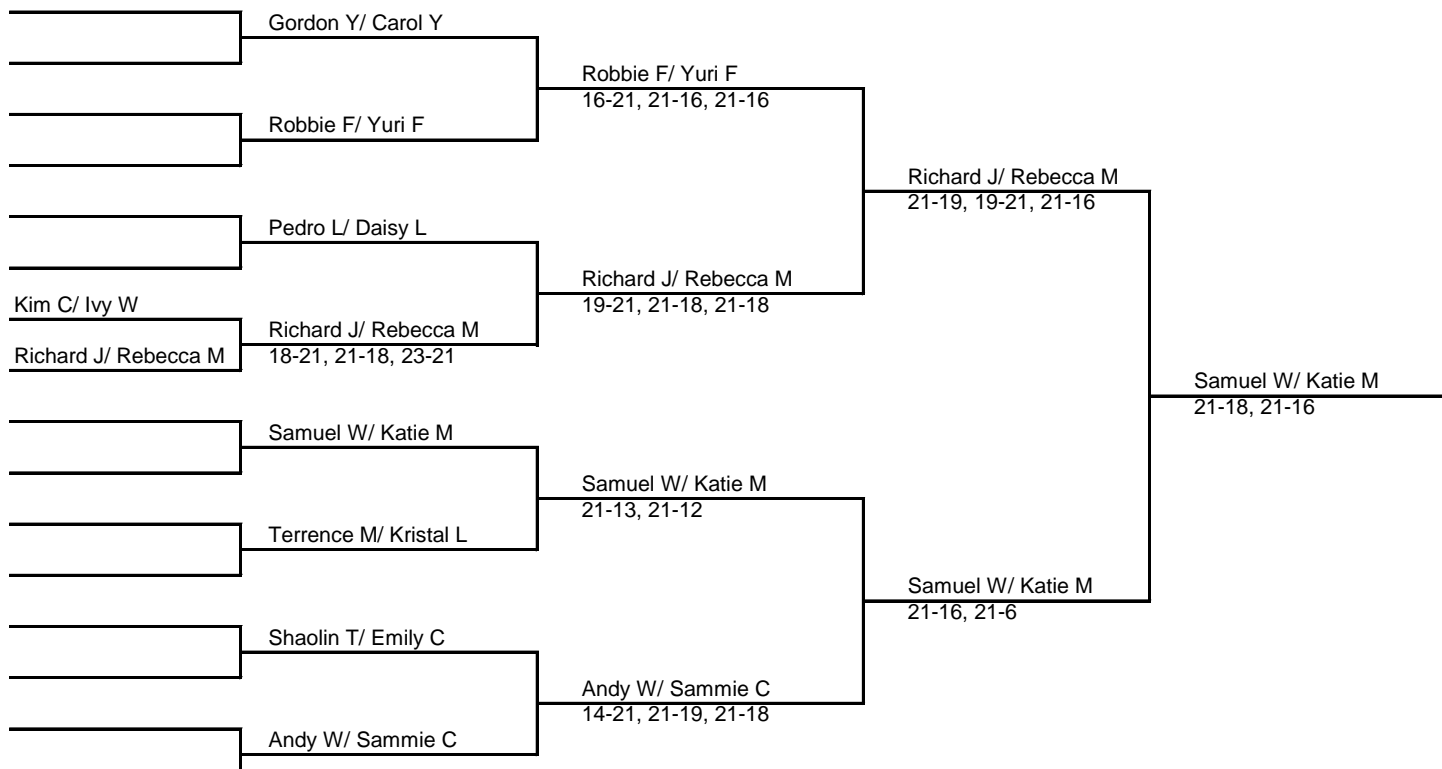 Gordon Y/ Carol Y
Robbie F/ Yuri F
16-21, 21-16, 21-16
Robbie F/ Yuri F
Richard J/ Rebecca M
21-19, 19-21, 21-16
Pedro L/ Daisy L
Richard J/ Rebecca M
19-21, 21-18, 21-18
Kim C/ Ivy W
Richard J/ Rebecca M
18-21, 21-18, 23-21
Richard J/ Rebecca M
Samuel W/ Katie M
21-18, 21-16
Samuel W/ Katie M
Samuel W/ Katie M
21-13, 21-12
Terrence M/ Kristal L
Samuel W/ Katie M
21-16, 21-6
Shaolin T/ Emily C
Andy W/ Sammie C
14-21, 21-19, 21-18
Andy W/ Sammie C